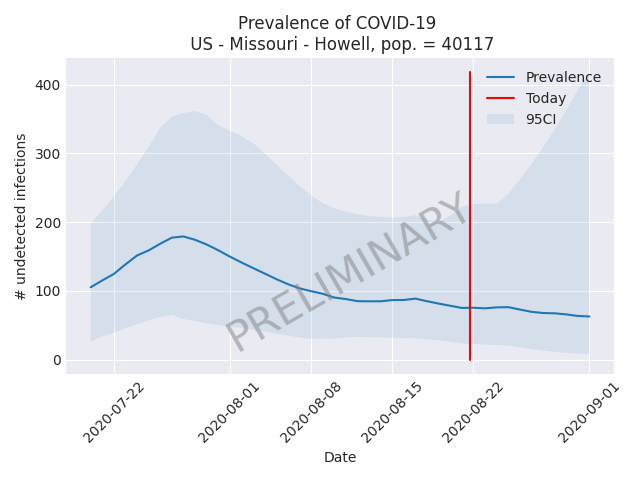 Prevalence of COVID-19
US - Missouri - Howell, pop. = 40117
# undetected infections
400
300
200
100
0
Prevalence
Today
95CI
PRELIMINARY
2020-07-22
2020-08-01
2020-08-08
2020-08-15
2020-08-22
2020-09-01
Date